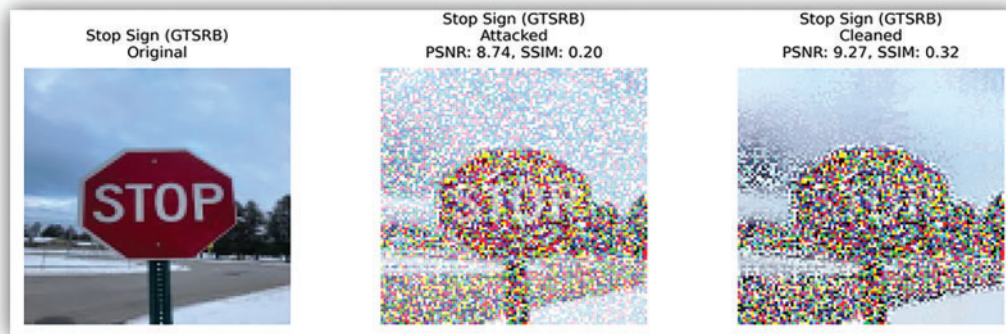 Stop Sign (GTSRB)
Original
Stop Sign (GTSRB)
Attacked
PSNR: 8.74, SSIM: 0.20
Stop Sign (GTSRB)
Cleaned
PSNR: 9.27, SSIM: 0.32
STOP
STOP